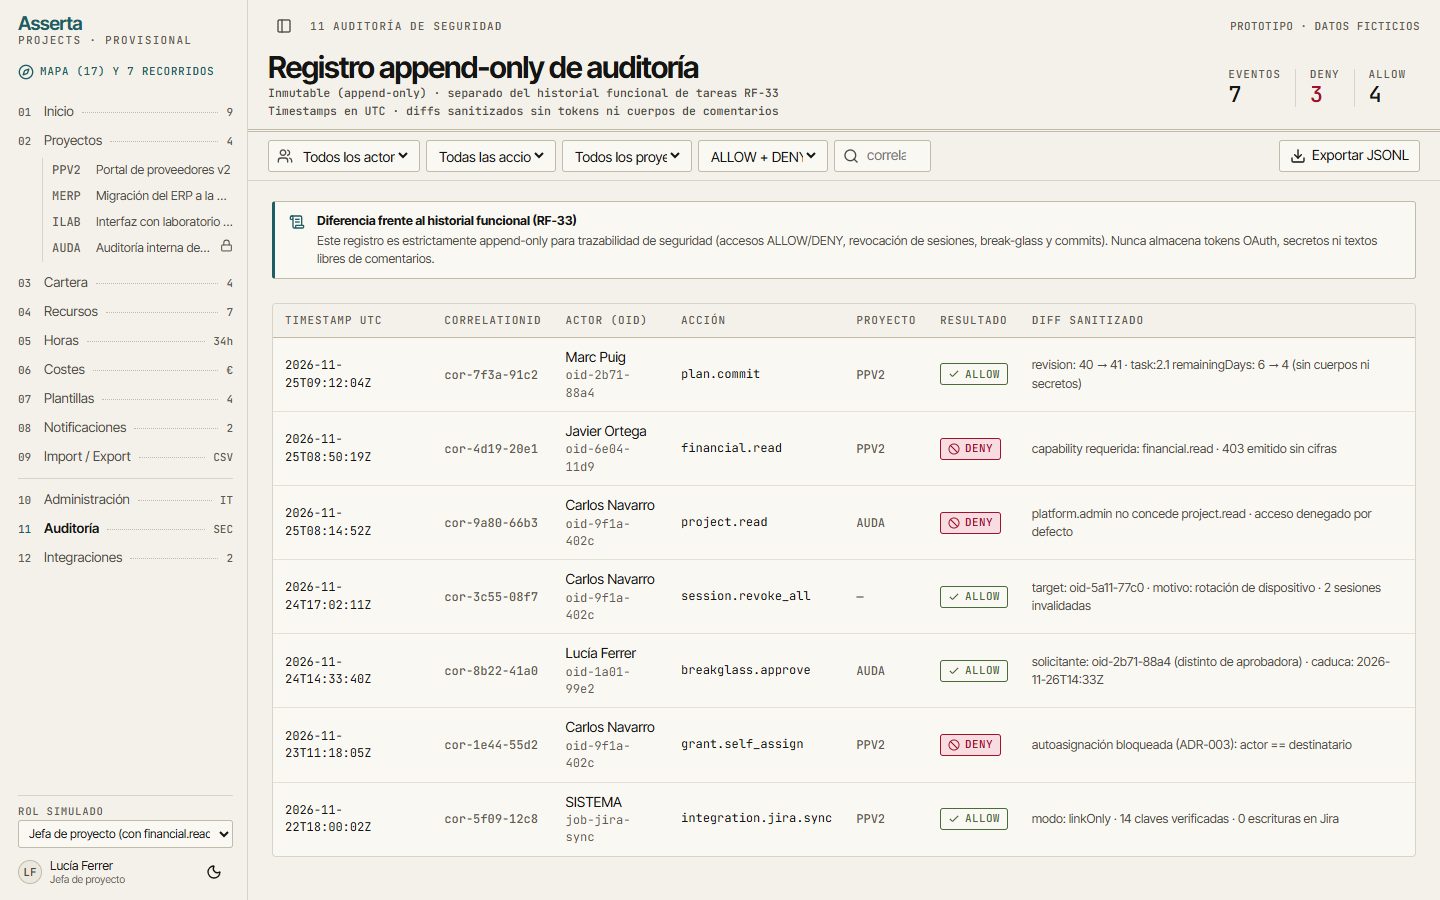 Asserta
PROJECTS · PROVISIONAL
MAPA (17) Y 7 RECORRIDOS
01 Inicio 9
02 Proyectos 4
PPV2 Portal de proveedores v2
MERP Migración del ERP a la ...
ILAB Interfaz con laboratorio ...
AUDA Auditoría interna de...
03 Cartera 4
04 Recursos 7
05 Horas 34h
06 Costes €
07 Plantillas 4
08 Notificaciones 2
09 Import / Export CSV
10 Administración IT
11 Auditoría SEC
12 Integraciones 2
ROL SIMULADO
Jefa de proyecto (con financial.read
LF Lucía Ferrer
Jefa de proyecto
11 AUDITORÍA DE SEGURIDAD
PROTOTIPO · DATOS FICTICIOS
Registro append-only de auditoría
Inmutable (append-only) · separado del historial funcional de tareas RF-33
Timestamps en UTC · diffs sanitizados sin tokens ni cuerpos de comentarios
EVENTOS DENY ALLOW
7 3 4
Todos los actor Todas las accio Todos los proye ALLOW + DENY correla Exportar JSONL
Diferencia frente al historial funcional (RF-33)
Este registro es estrictamente append-only para trazabilidad de seguridad (accesos ALLOW/DENY, revocación de sesiones, break-glass y commits). Nunca almacena tokens OAuth, secretos ni textos
libres de comentarios.
TIMESTAMP UTC CORRELATIONID ACTOR (OID) ACCIÓN PROYECTO RESULTADO DIFF SANITIZADO
2026-11-
25T09:12:04Z
cor-7f3a-91c2
Marc Puig
oid-2b71-
88a4
plan.commit
PPV2
ALLOW
revision: 40 → 41 · task:2.1 remainingDays: 6 → 4 (sin cuerpos ni
secretos)
2026-11-
25T08:50:19Z
cor-4d19-20e1
Javier Ortega
oid-6e04-
11d9
financial.read
PPV2
DENY
capability requerida: financial.read · 403 emitido sin cifras
2026-11-
25T08:14:52Z
cor-9a80-66b3
Carlos Navarro
oid-9f1a-
402c
project.read
AUDA
DENY
platform.admin no concede project.read · acceso denegado por
defecto
2026-11-
24T17:02:11Z
cor-3c55-08f7
Carlos Navarro
oid-9f1a-
402c
session.revoke_all
—
ALLOW
target: oid-5a11-77c0 · motivo: rotación de dispositivo · 2 sesiones
invalidadas
2026-11-
24T14:33:40Z
cor-8b22-41a0
Lucía Ferrer
oid-1a01-
99e2
breakglass.approve
AUDA
ALLOW
solicitante: oid-2b71-88a4 (distinto de aprobadora) · caduca: 2026-
11-26T14:33Z
2026-11-
23T11:18:05Z
cor-1e44-55d2
Carlos Navarro
oid-9f1a-
402c
grant.self_assign
PPV2
DENY
autoasignación bloqueada (ADR-003): actor == destinatario
2026-11-
22T18:00:02Z
cor-5f09-12c8
SISTEMA
job-jira-
sync
integration.jira.sync
PPV2
ALLOW
modo: linkOnly · 14 claves verificadas · 0 escrituras en Jira